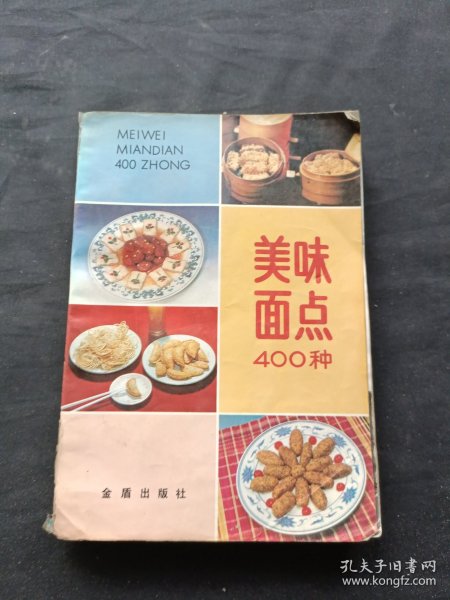 MEIWEI
MIANDIAN
400 ZHONG
美味
面点
400种
金盾出版社
孔夫子旧书网
www.kongfz.com